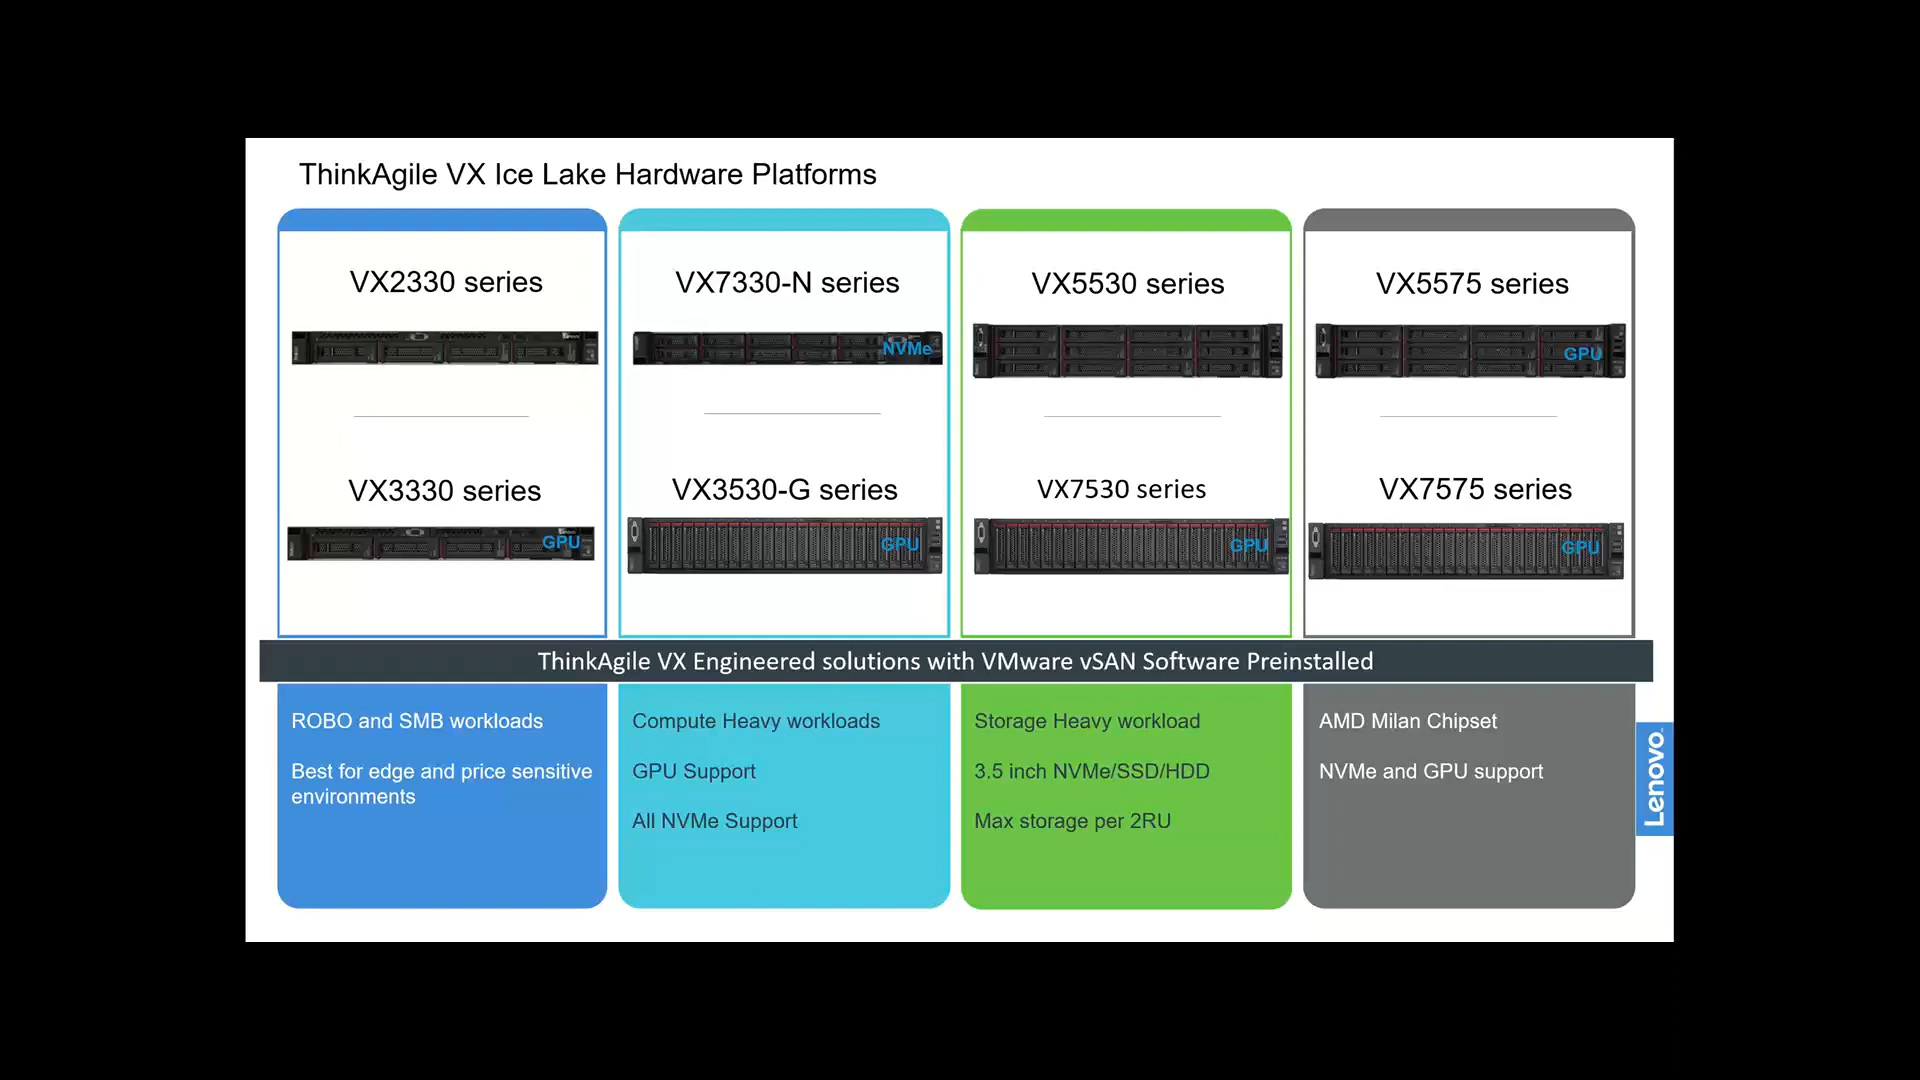 ThinkAgile VX Ice Lake Hardware Platforms
VX2330 series
VX3330 series
GPU
VX7330-N series
NVMe
VX3530-G series
GPU
VX5530 series
VX7530 series
GPU
VX5575 series
GPU
VX7575 series
GPU
ThinkAgile VX Engineered solutions with VMware vSAN Software Preinstalled
ROBO and SMB workloads
Best for edge and price sensitive
environments
Compute Heavy workloads
GPU Support
All NVMe Support
Storage Heavy workload
3.5 inch NVMe/SSD/HDD
Max storage per 2RU
AMD Milan Chipset
NVMe and GPU support
Lenovo